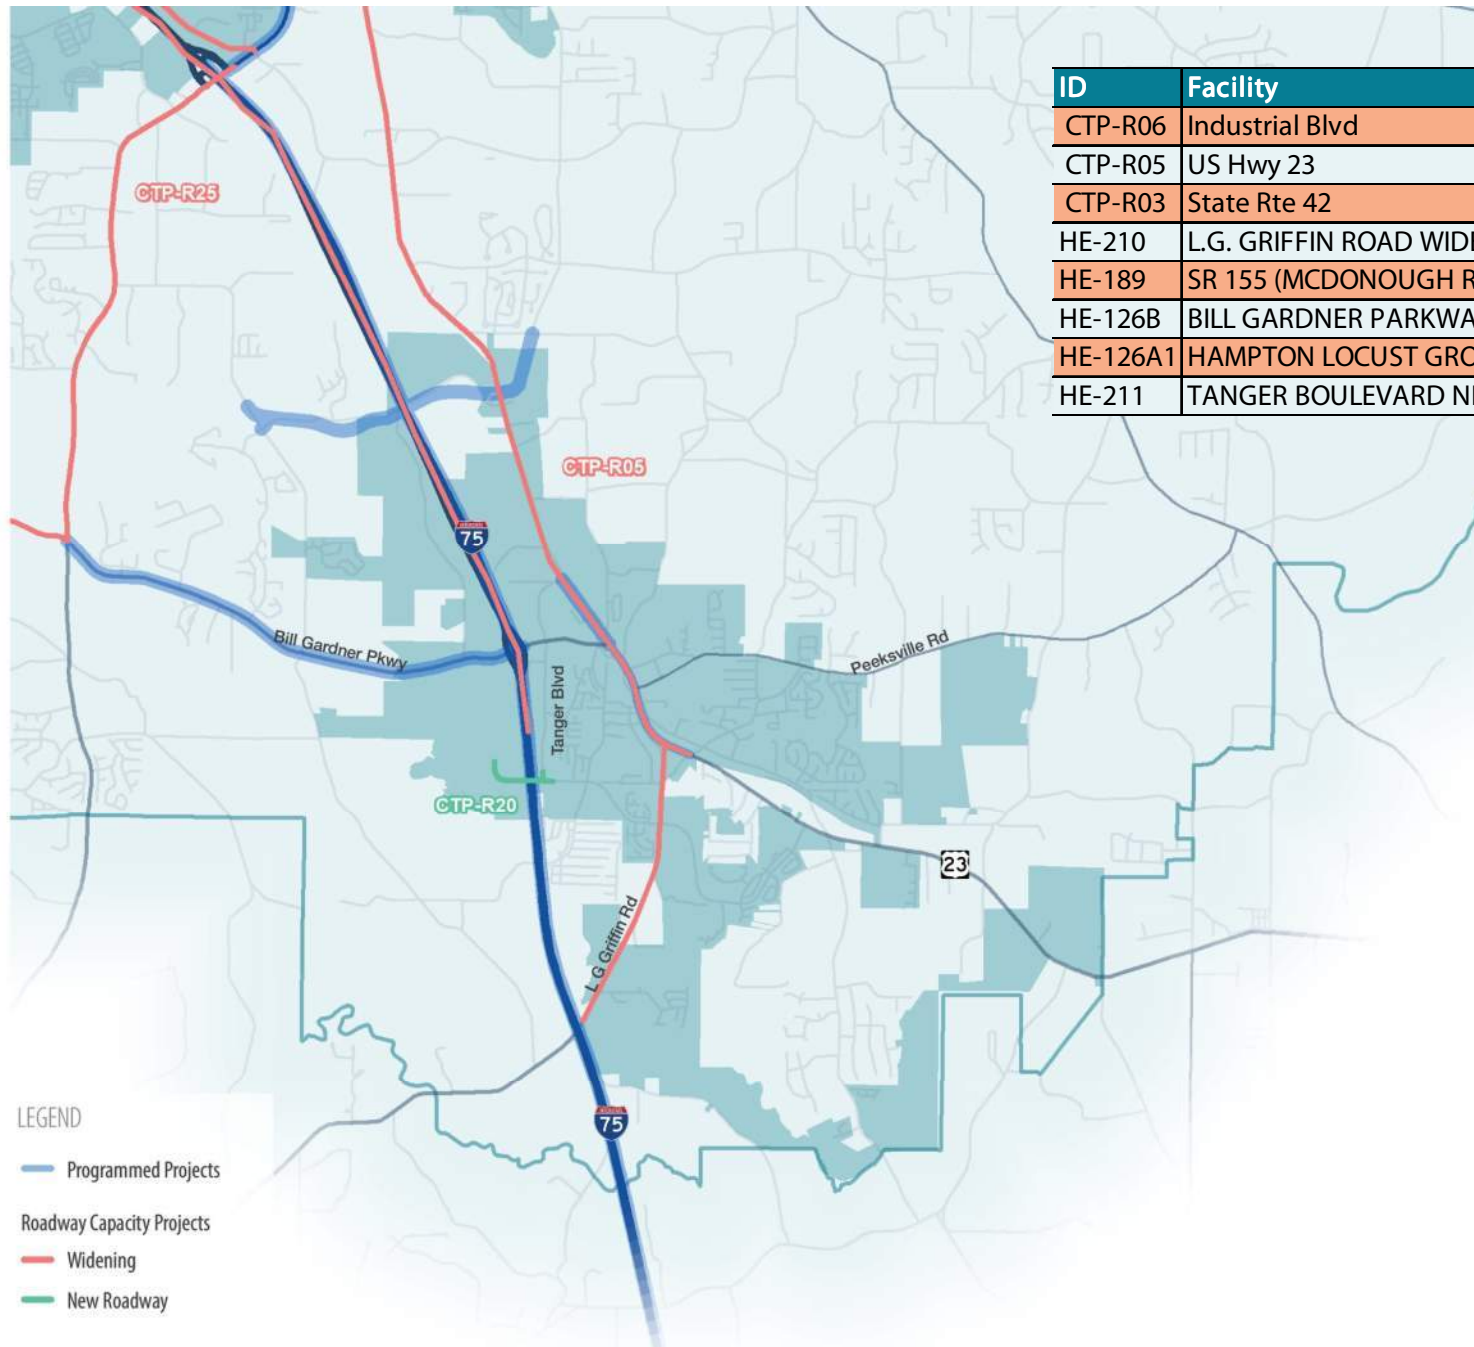 ID Facility
CTP-R06 Industrial Blvd
CTP-R05 US Hwy 23
CTP-R03 State Rte 42
HE-210 L.G. GRIFFIN ROAD WIDE
HE-189 SR 155 (MCDONOUGH R
HE-126B BILL GARDNER PARKWA
HE-126A1 HAMPTON LOCUST GRO
HE-211 TANGER BOULEVARD N
CTP-R25
CTP-R05
75
Bill Gardner Pkwy
Peeksville Rd
Tanger Blvd
CTP-R20
23
L G Griffin Rd
75
LEGEND
Programmed Projects
Roadway Capacity Projects
Widening
New Roadway